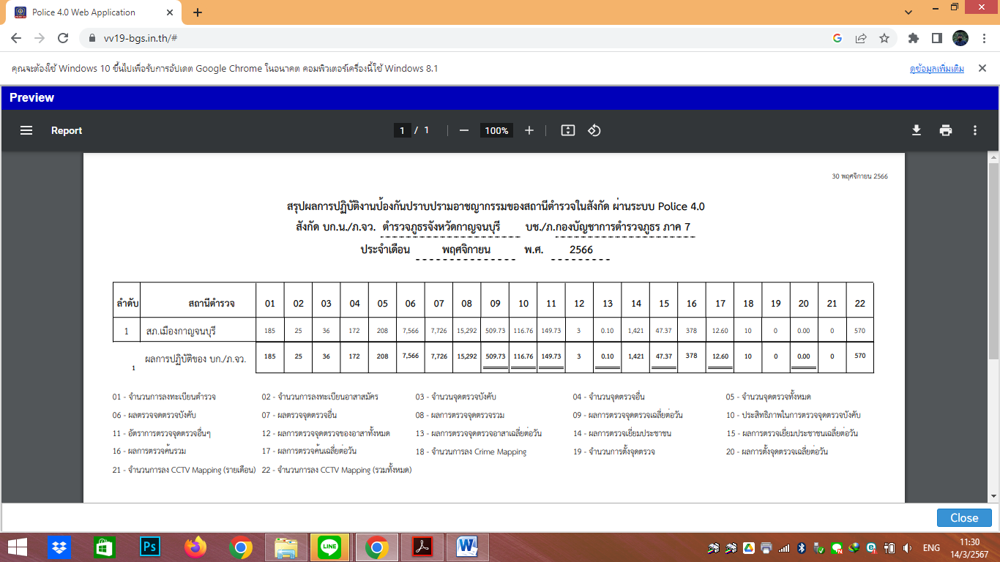 Police 4.0 Web Application
vv19-bgs.in.th/#
คุณจะต้องใช้ Windows 10 ขึ้นไปเพื่อรับการอัปเดต Google Chrome ในอนาคต คอมพิวเตอร์เครื่องนี้ใช้ Windows 8.1 ดูข้อมูลเพิ่มเติม
Preview
Report 1 / 1 100%
30 พฤศจิกายน 2566
สรุปผลการปฏิบัติงานป้องกันปราบปรามอาชญากรรมของสถานีตำรวจในสังกัด ผ่านระบบ Police 4.0
สังกัด บก.น./ภ.จว. ตำรวจภูธรจังหวัดกาญจนบุรี บช./ภ.กองบัญชาการตำรวจภูธร ภาค 7
ประจำเดือน พฤศจิกายน พ.ศ. 2566
ลำดับ สถานีตำรวจ 01 02 03 04 05 06 07 08 09 10 11 12 13 14 15 16 17 18 19 20 21 22
1 สภ.เมืองกาญจนบุรี 185 25 36 172 208 7,566 7,726 15,292 509.73 116.76 149.73 3 0.10 1,421 47.37 378 12.60 10 0 0.00 0 570
1 ผลการปฏิบัติของ บก./ภ.จว. 185 25 36 172 208 7,566 7,726 15,292 509.73 116.76 149.73 3 0.10 1,421 47.37 378 12.60 10 0 0.00 0 570
01 - จำนวนการลงทะเบียนตำรวจ 02 - จำนวนการลงทะเบียนอาสาสมัคร 03 - จำนวนจุดตรวจบังคับ 04 - จำนวนจุดตรวจอื่น 05 - จำนวนจุดตรวจทั้งหมด
06 - ผลตรวจจดตรวจบังคับ 07 - ผลตรวจจุดตรวจอื่น 08 - ผลการตรวจจุดตรวจรวม 09 - ผลการตรวจจุดตรวจเฉลี่ยต่อวัน 10 - ประสิทธิภาพในการตรวจจุดตรวจบังคับ
11 - อัตราการตรวจจุดตรวจอื่นๆ 12 - ผลการตรวจจุดตรวจของอาสาทั้งหมด 13 - ผลการตรวจจุดตรวจอาสาเฉลี่ยต่อวัน 14 - ผลการตรวจเยี่ยมประชาชน 15 - ผลการตรวจเยี่ยมประชาชนเฉลี่ยต่อวัน
16 - ผลการตรวจค้นรวม 17 - ผลการตรวจค้นเฉลี่ยต่อวัน 18 - จำนวนการลง Crime Mapping 19 - จำนวนการตั้งจุดตรวจ 20 - ผลการตั้งจุดตรวจเฉลี่ยต่อวัน
21 - จำนวนการลง CCTV Mapping (รายเดือน) 22 - จำนวนการลง CCTV Mapping (รวมทั้งหมด)
Close
Ps LINE W ENG 11:30
14/3/2567